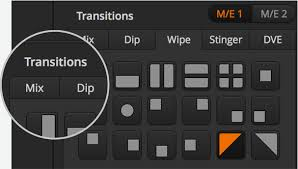 Transitions
M/E 1
M/E 2
Mix
Dip
Wipe
Stinger
DVE
Transitions
Mix
Dip